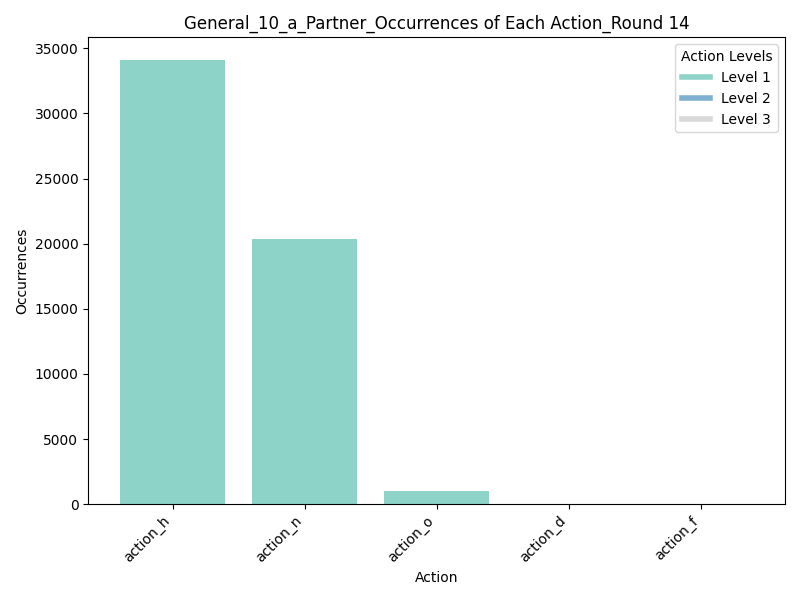 General_10_a_Partner_Occurrences of Each Action_Round 14
Action Levels
Level 1
Level 2
Level 3
Occurrences
35000
30000
25000
20000
15000
10000
5000
0
action_h
action_n
action_o
action_d
action_f
Action